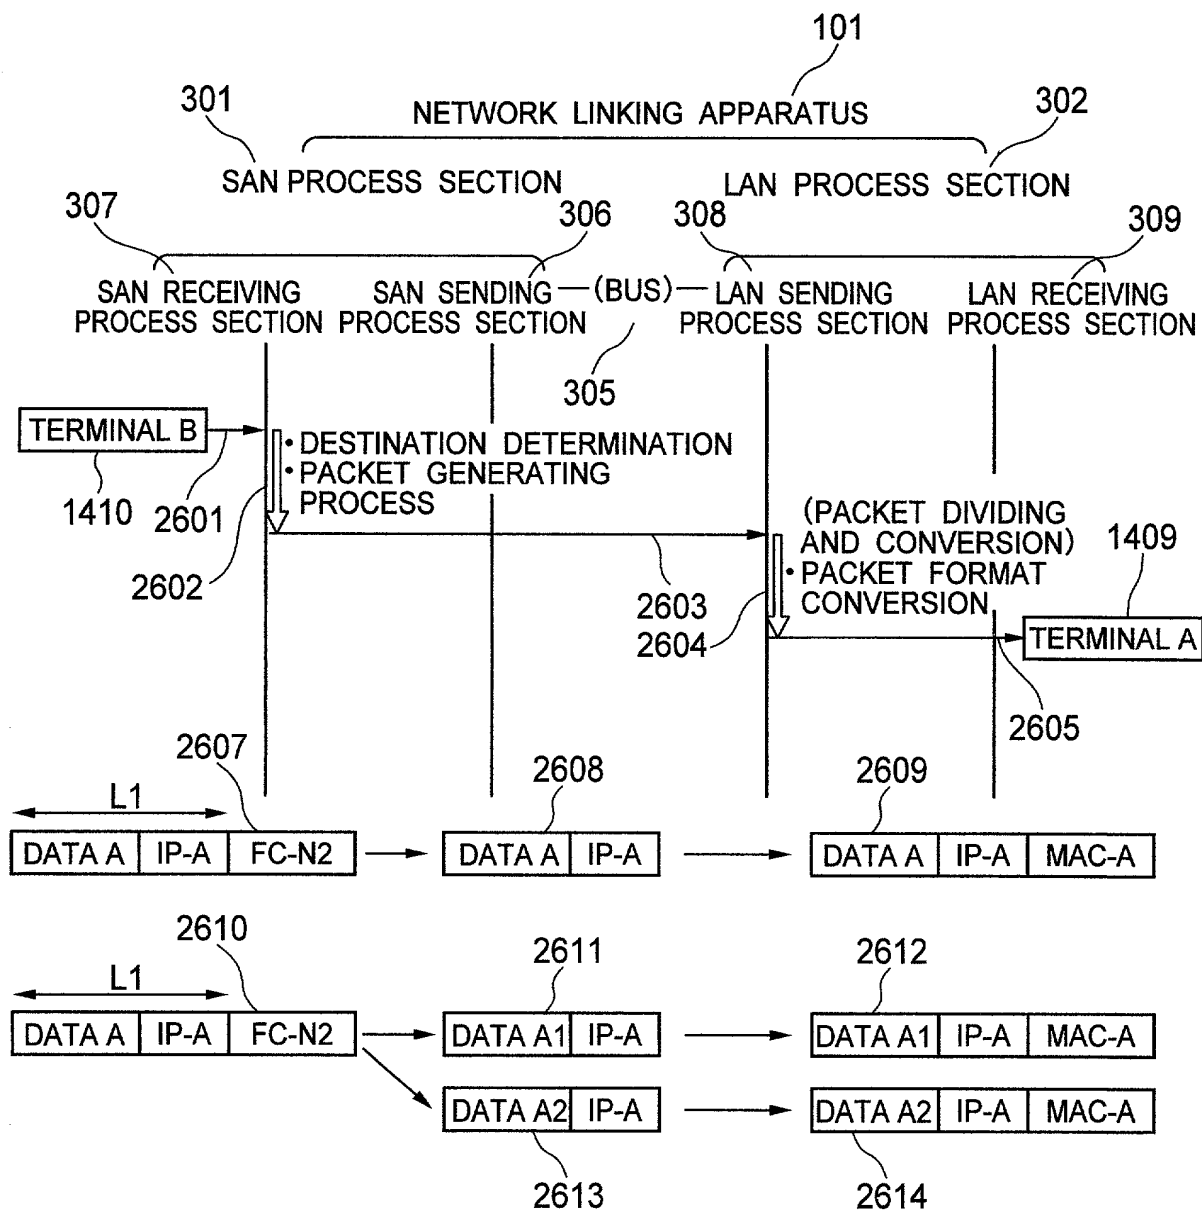 101
301
NETWORK LINKING APPARATUS
302
SAN PROCESS SECTION
LAN PROCESS SECTION
307
306
308
309
SAN RECEIVING PROCESS SECTION
SAN SENDING PROCESS SECTION
(BUS)
LAN SENDING PROCESS SECTION
LAN RECEIVING PROCESS SECTION
305
TERMINAL B
1410
2601
2602
• DESTINATION DETERMINATION
• PACKET GENERATING
PROCESS
2603
2604
(PACKET DIVIDING
AND CONVERSION)
• PACKET FORMAT
CONVERSION
1409
TERMINAL A
2605
2607
2608
2609
L1
DATA A IP-A FC-N2
DATA A IP-A
DATA A IP-A MAC-A
2610
2611
2612
L1
DATA A IP-A FC-N2
DATA A1 IP-A
DATA A1 IP-A MAC-A
DATA A2 IP-A
DATA A2 IP-A MAC-A
2613
2614